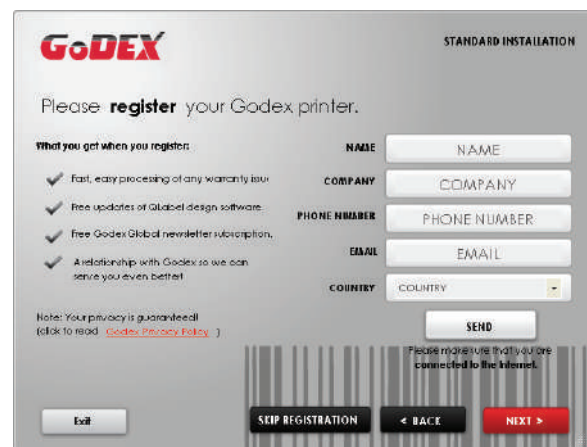 GoDEX
STANDARD INSTALLATION
Please register your Godex printer.
What you get when you register:
Fast, easy processing of any warranty issue
Free updates of QLabel design software.
Free Godex Global newsletter subscription.
A relationship with Godex so we can
serve you even better!
Note: Your privacy is guaranteed!
(click to read Godex Privacy Policy )
NAME NAME
COMPANY COMPANY
PHONE NUMBER PHONE NUMBER
EMAIL EMAIL
COUNTRY COUNTRY
SEND
Please make sure that you are
connected to the Internet.
Exit
SKIP REGISTRATION
< BACK
NEXT >